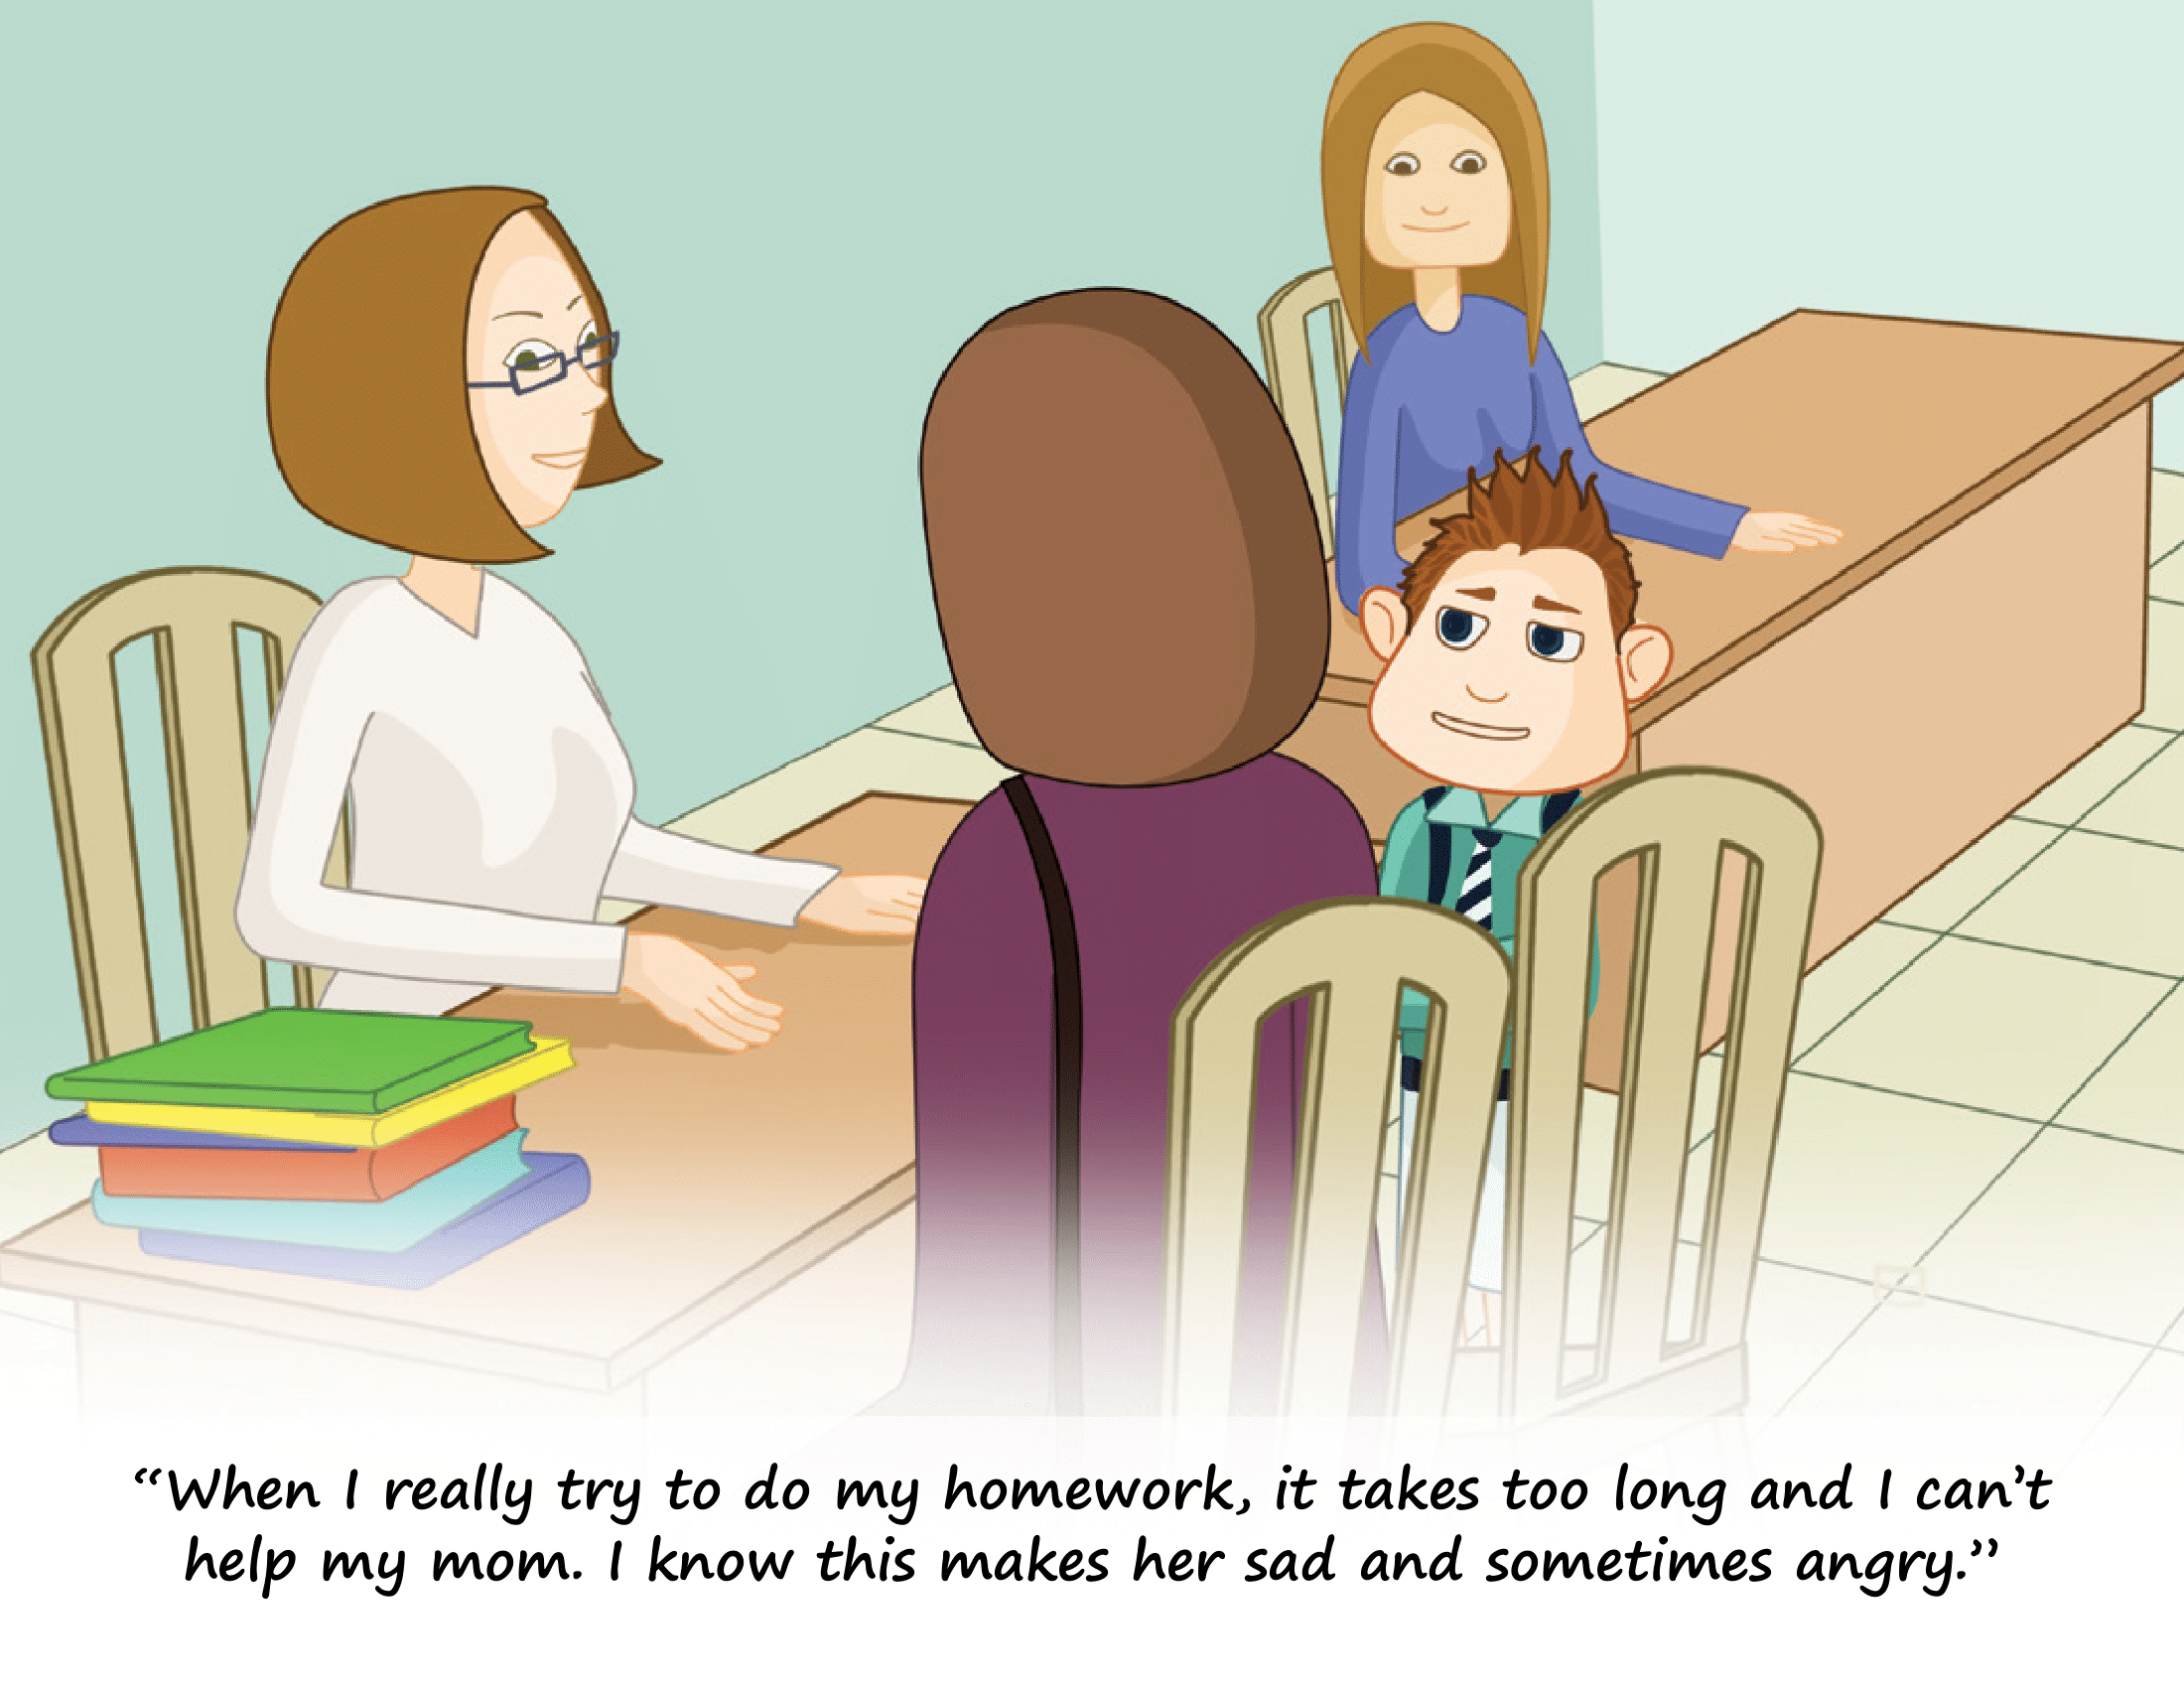 “When I really try to do my homework, it takes too long and I can’t
help my mom. I know this makes her sad and sometimes angry.”